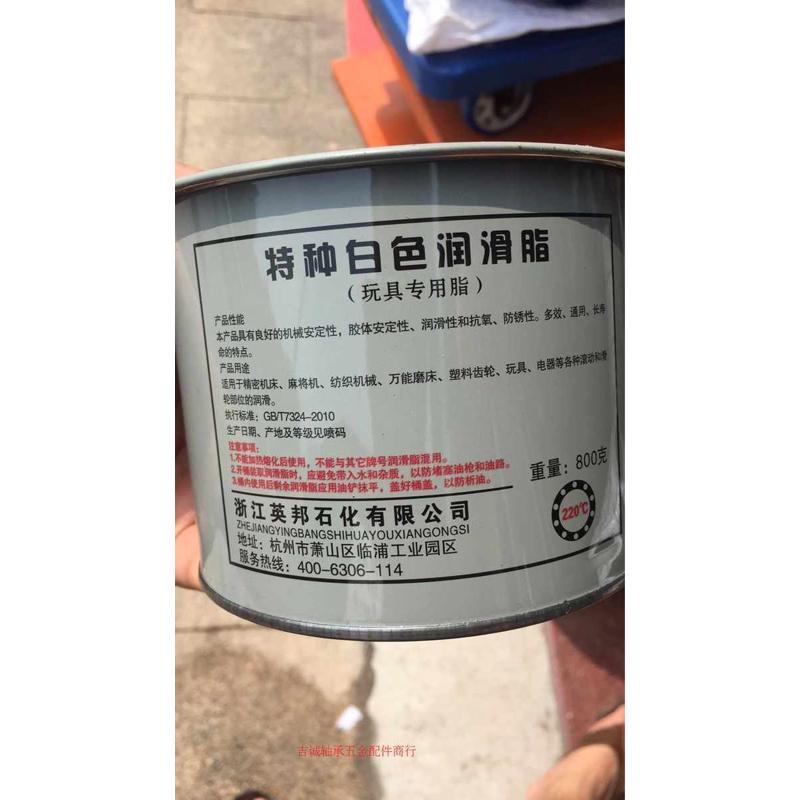 特种白色润滑脂
（玩具专用脂）
产品性能
本产品具有良好的机械安定性，胶体安定性、润滑性和抗氧、防锈性。多效、通用、长寿
命的特点。
产品用途
适用于精密机床、麻将机、纺织机械、万能磨床、塑料齿轮、玩具、电器等各种滚动和滑
轮部位的润滑。
执行标准：GB/T7324-2010
生产日期、产地及等级见喷码
注意事项：
1.不能加热熔化后使用，不能与其它牌号润滑脂混用。
2.开桶装取润滑脂时，应避免带入水和杂质，以防堵塞油枪和油路。
3.桶内使用后剩余润滑脂应用油铲抹平，盖好桶盖，以防析油。
重量：800克
220℃
浙江英邦石化有限公司
ZHEJIANGYINGBANGSHIHUAYOUXIANGONGSI
地址：杭州市萧山区临浦工业园区
服务热线：400-6306-114
吉诚轴承五金配件商行